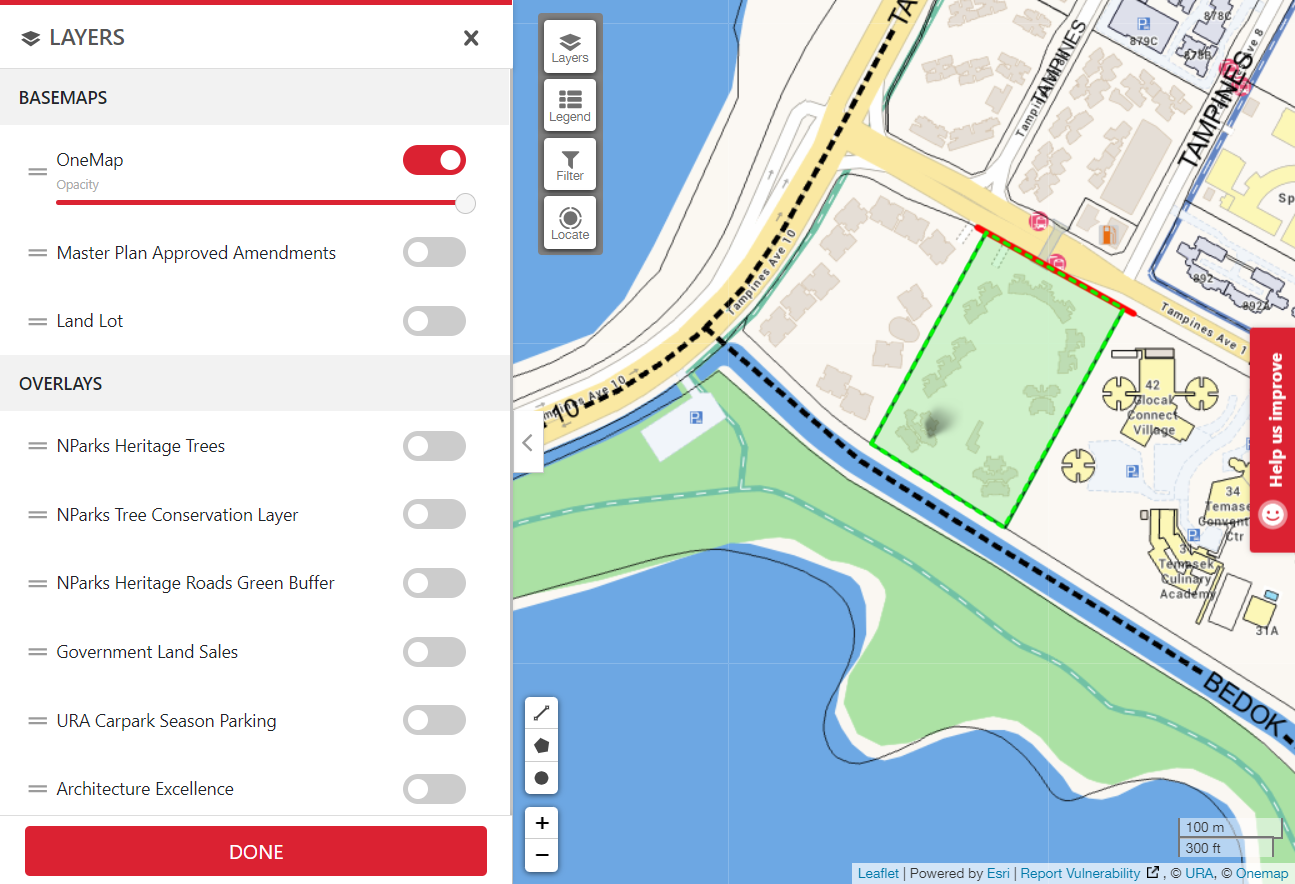 LAYERS
BASEMAPS
OneMap
Opacity
Master Plan Approved Amendments
Land Lot
OVERLAYS
NParks Heritage Trees
NParks Tree Conservation Layer
NParks Heritage Roads Green Buffer
Government Land Sales
URA Carpark Season Parking
Architecture Excellence
DONE
Layers
Legend
Filter
Locate
TA
TAMPINES
Tampines
TAMPINES
Ave 8
878C
879C
878B
P
Sp
892
892A
Tampines Ave 10
Tampines Ave 1
Tampines Ave 10
10
P
42
Glocal
Connect
Village
P
34
Temase
Convent
Ctr
P
Temasek
Culinary
Academy
31A
BEDOK
Help us improve
+
−
100 m
300 ft
Leaflet | Powered by Esri | Report Vulnerability , © URA, © Onemap